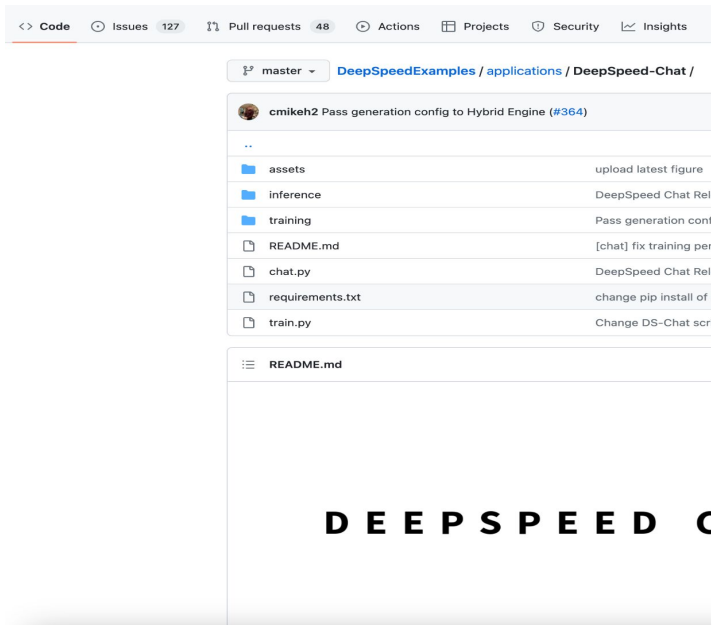 <> Code Issues 127 Pull requests 48 Actions Projects Security Insights
master DeepSpeedExamples / applications / DeepSpeed-Chat /
cmikeh2 Pass generation config to Hybrid Engine (#364)
..
assets upload latest figure
inference DeepSpeed Chat Rel
training Pass generation conf
README.md [chat] fix training per
chat.py DeepSpeed Chat Rel
requirements.txt change pip install of
train.py Change DS-Chat scr
README.md
DEEPSPEED C